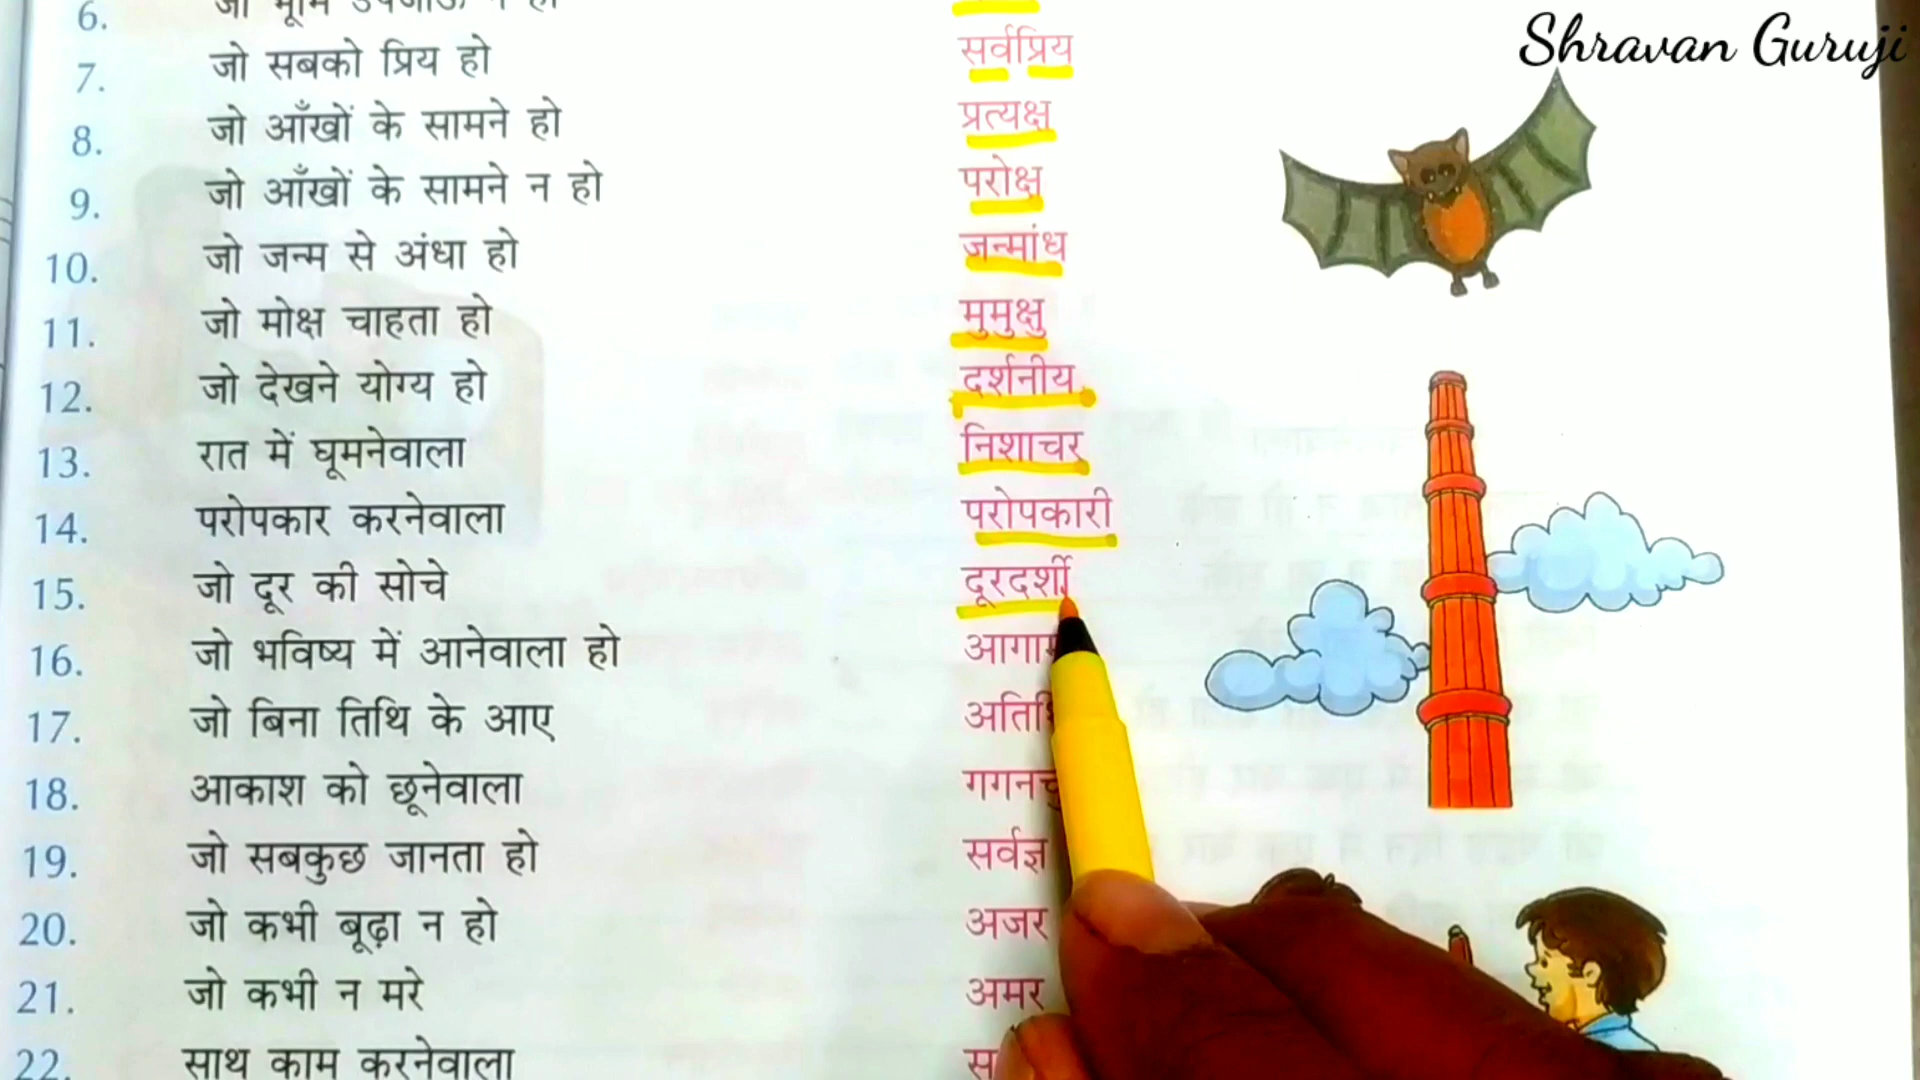 Shravan Guruji
6.
7. जो सबको प्रिय हो सर्वप्रिय
8. जो आँखों के सामने हो प्रत्यक्ष
9. जो आँखों के सामने न हो परोक्ष
10. जो जन्म से अंधा हो जन्मांध
11. जो मोक्ष चाहता हो मुमुक्षु
12. जो देखने योग्य हो दर्शनीय
13. रात में घूमनेवाला निशाचर
14. परोपकार करनेवाला परोपकारी
15. जो दूर की सोचे दूरदर्शी
16. जो भविष्य में आनेवाला हो
17. जो बिना तिथि के आए
18. आकाश को छूनेवाला
19. जो सबकुछ जानता हो सर्वज्ञ
20. जो कभी बूढ़ा न हो अजर
21. जो कभी न मरे अमर
22. साथ काम करनेवाला